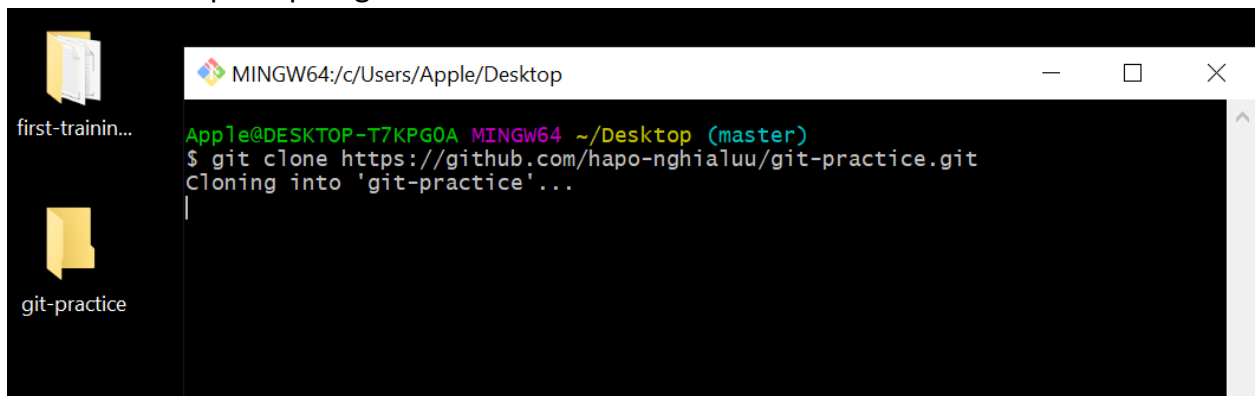 first-trainin...
git-practice
MINGW64:/c/Users/Apple/Desktop
Apple@DESKTOP-T7KPG0A MINGW64 ~/Desktop (master)
$ git clone https://github.com/hapo-nghialuu/git-practice.git
Cloning into 'git-practice'...